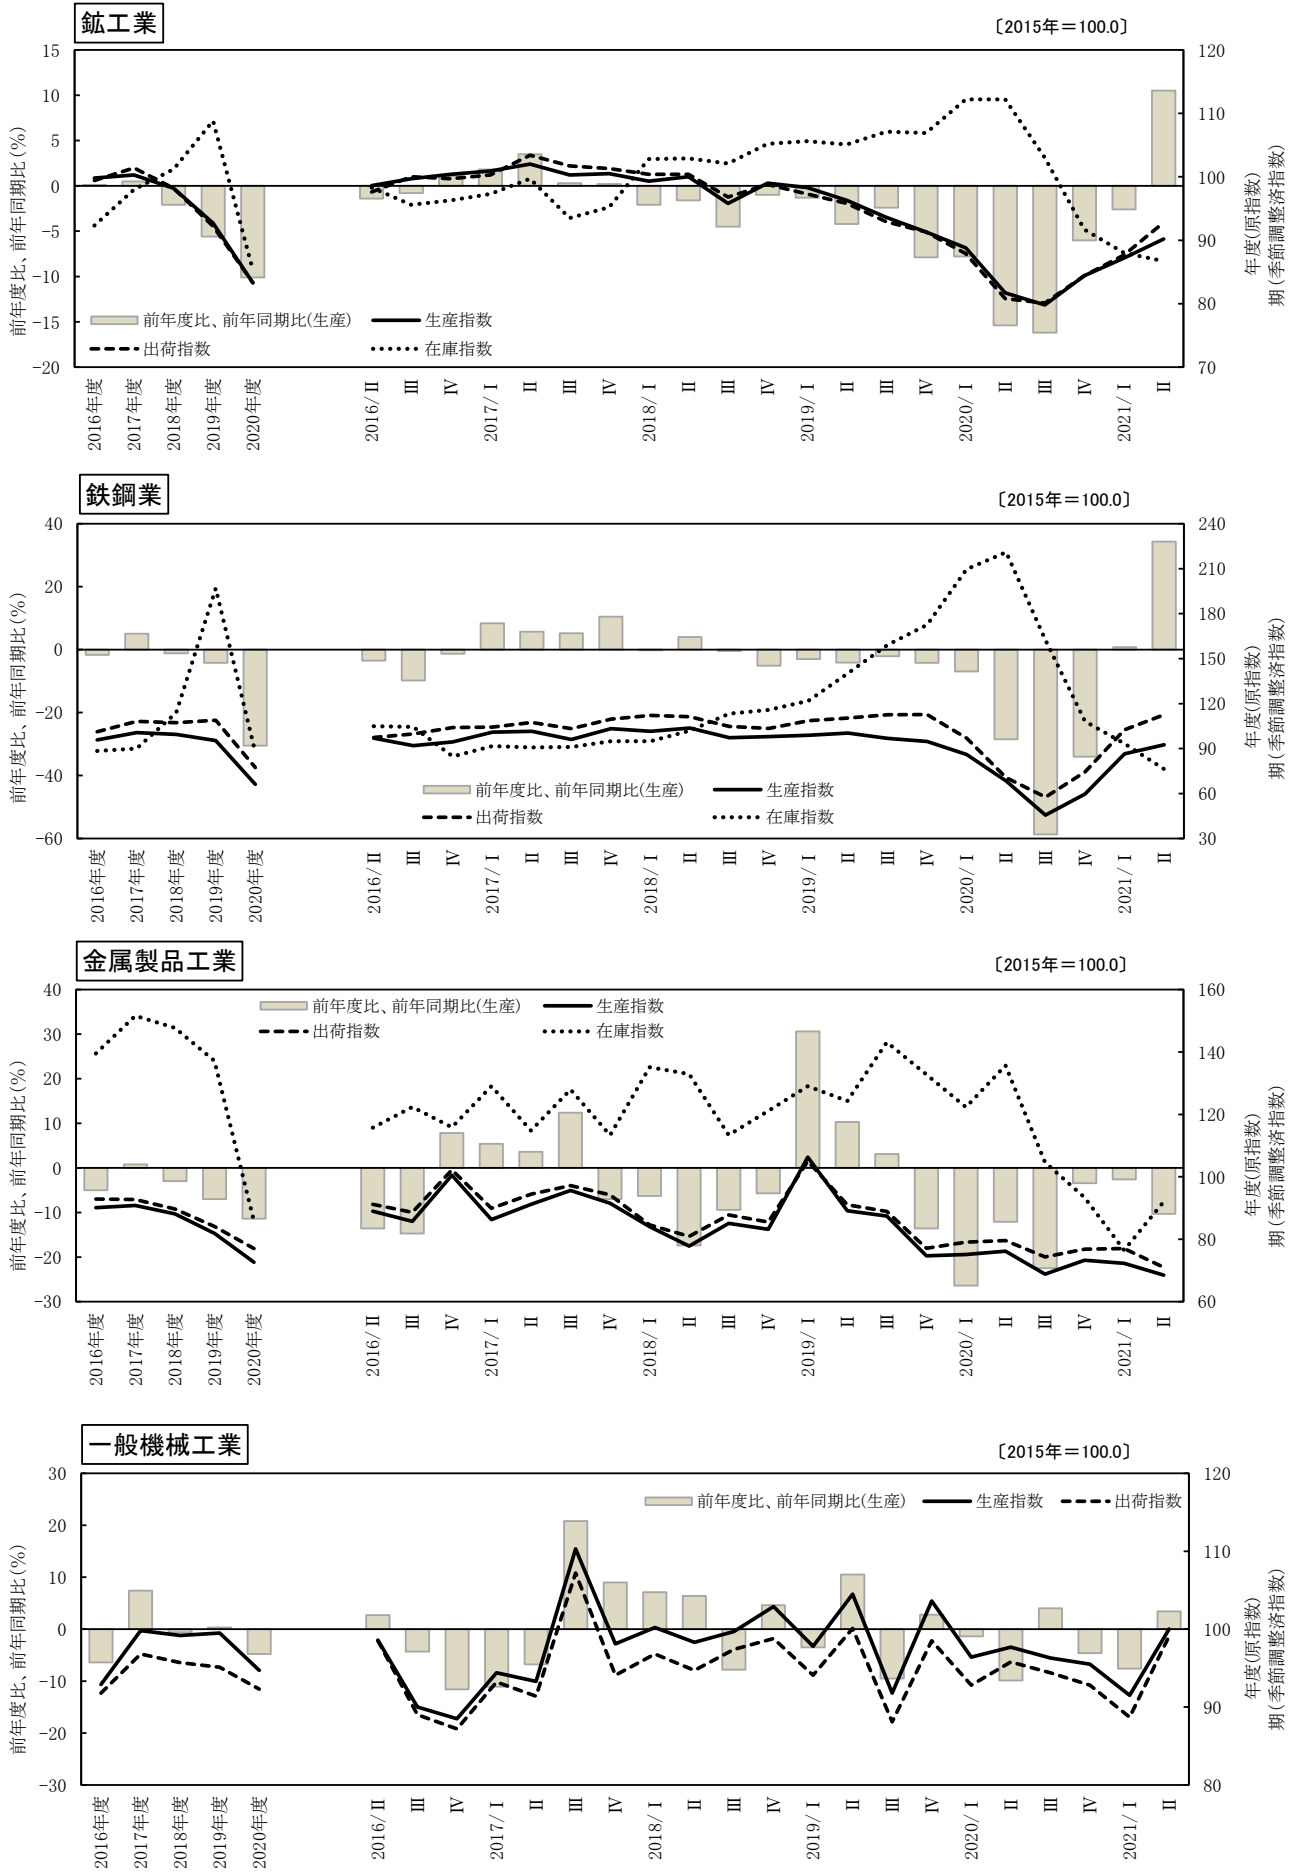 鉱工業
〔2015年＝100.0〕
前年度比、前年同期比(%)
15
10
5
0
−5
−10
−15
−20
120
110
100
90
80
70
年度(原指数)
期(季節調整済指数)
前年度比、前年同期比(生産) 生産指数
出荷指数 在庫指数
2016年度 2017年度 2018年度 2019年度 2020年度 2016/Ⅱ Ⅲ Ⅳ 2017/Ⅰ Ⅱ Ⅲ Ⅳ 2018/Ⅰ Ⅱ Ⅲ Ⅳ 2019/Ⅰ Ⅱ Ⅲ Ⅳ 2020/Ⅰ Ⅱ Ⅲ Ⅳ 2021/Ⅰ Ⅱ
鉄鋼業
〔2015年＝100.0〕
前年度比、前年同期比(%)
40
20
0
−20
−40
−60
240
210
180
150
120
90
60
30
年度(原指数)
期(季節調整済指数)
前年度比、前年同期比(生産) 生産指数
出荷指数 在庫指数
2016年度 2017年度 2018年度 2019年度 2020年度 2016/Ⅱ Ⅲ Ⅳ 2017/Ⅰ Ⅱ Ⅲ Ⅳ 2018/Ⅰ Ⅱ Ⅲ Ⅳ 2019/Ⅰ Ⅱ Ⅲ Ⅳ 2020/Ⅰ Ⅱ Ⅲ Ⅳ 2021/Ⅰ Ⅱ
金属製品工業
〔2015年＝100.0〕
前年度比、前年同期比(%)
40
30
20
10
0
−10
−20
−30
160
140
120
100
80
60
年度(原指数)
期(季節調整済指数)
前年度比、前年同期比(生産) 生産指数
出荷指数 在庫指数
2016年度 2017年度 2018年度 2019年度 2020年度 2016/Ⅱ Ⅲ Ⅳ 2017/Ⅰ Ⅱ Ⅲ Ⅳ 2018/Ⅰ Ⅱ Ⅲ Ⅳ 2019/Ⅰ Ⅱ Ⅲ Ⅳ 2020/Ⅰ Ⅱ Ⅲ Ⅳ 2021/Ⅰ Ⅱ
一般機械工業
〔2015年＝100.0〕
前年度比、前年同期比(%)
30
20
10
0
−10
−20
−30
120
110
100
90
80
年度(原指数)
期(季節調整済指数)
前年度比、前年同期比(生産) 生産指数 出荷指数
2016年度 2017年度 2018年度 2019年度 2020年度 2016/Ⅱ Ⅲ Ⅳ 2017/Ⅰ Ⅱ Ⅲ Ⅳ 2018/Ⅰ Ⅱ Ⅲ Ⅳ 2019/Ⅰ Ⅱ Ⅲ Ⅳ 2020/Ⅰ Ⅱ Ⅲ Ⅳ 2021/Ⅰ Ⅱ